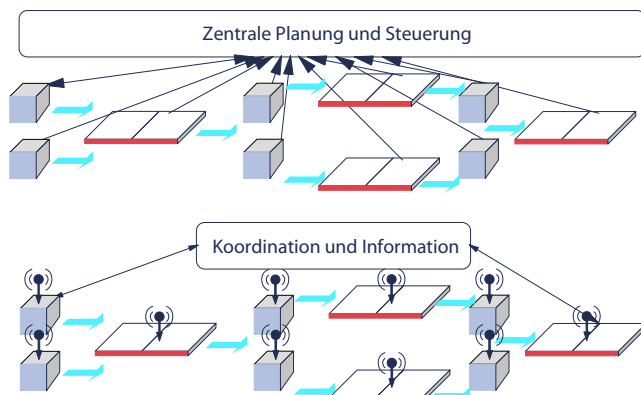 Zentrale Planung und Steuerung
Koordination und Information